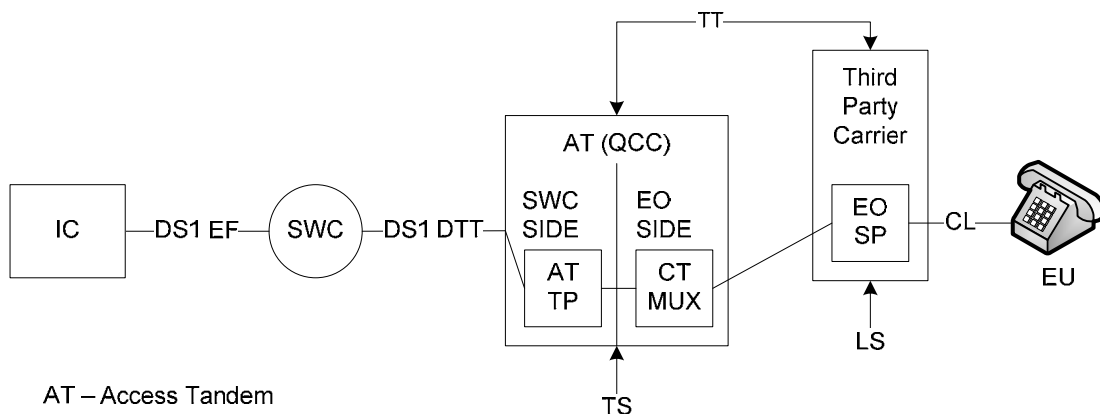 TT
Third
Party
Carrier
AT (QCC)
SWC
SIDE
EO
SIDE
IC
DS1 EF
SWC
DS1 DTT
AT
TP
CT
MUX
EO
SP
CL
EU
LS
TS
AT – Access Tandem